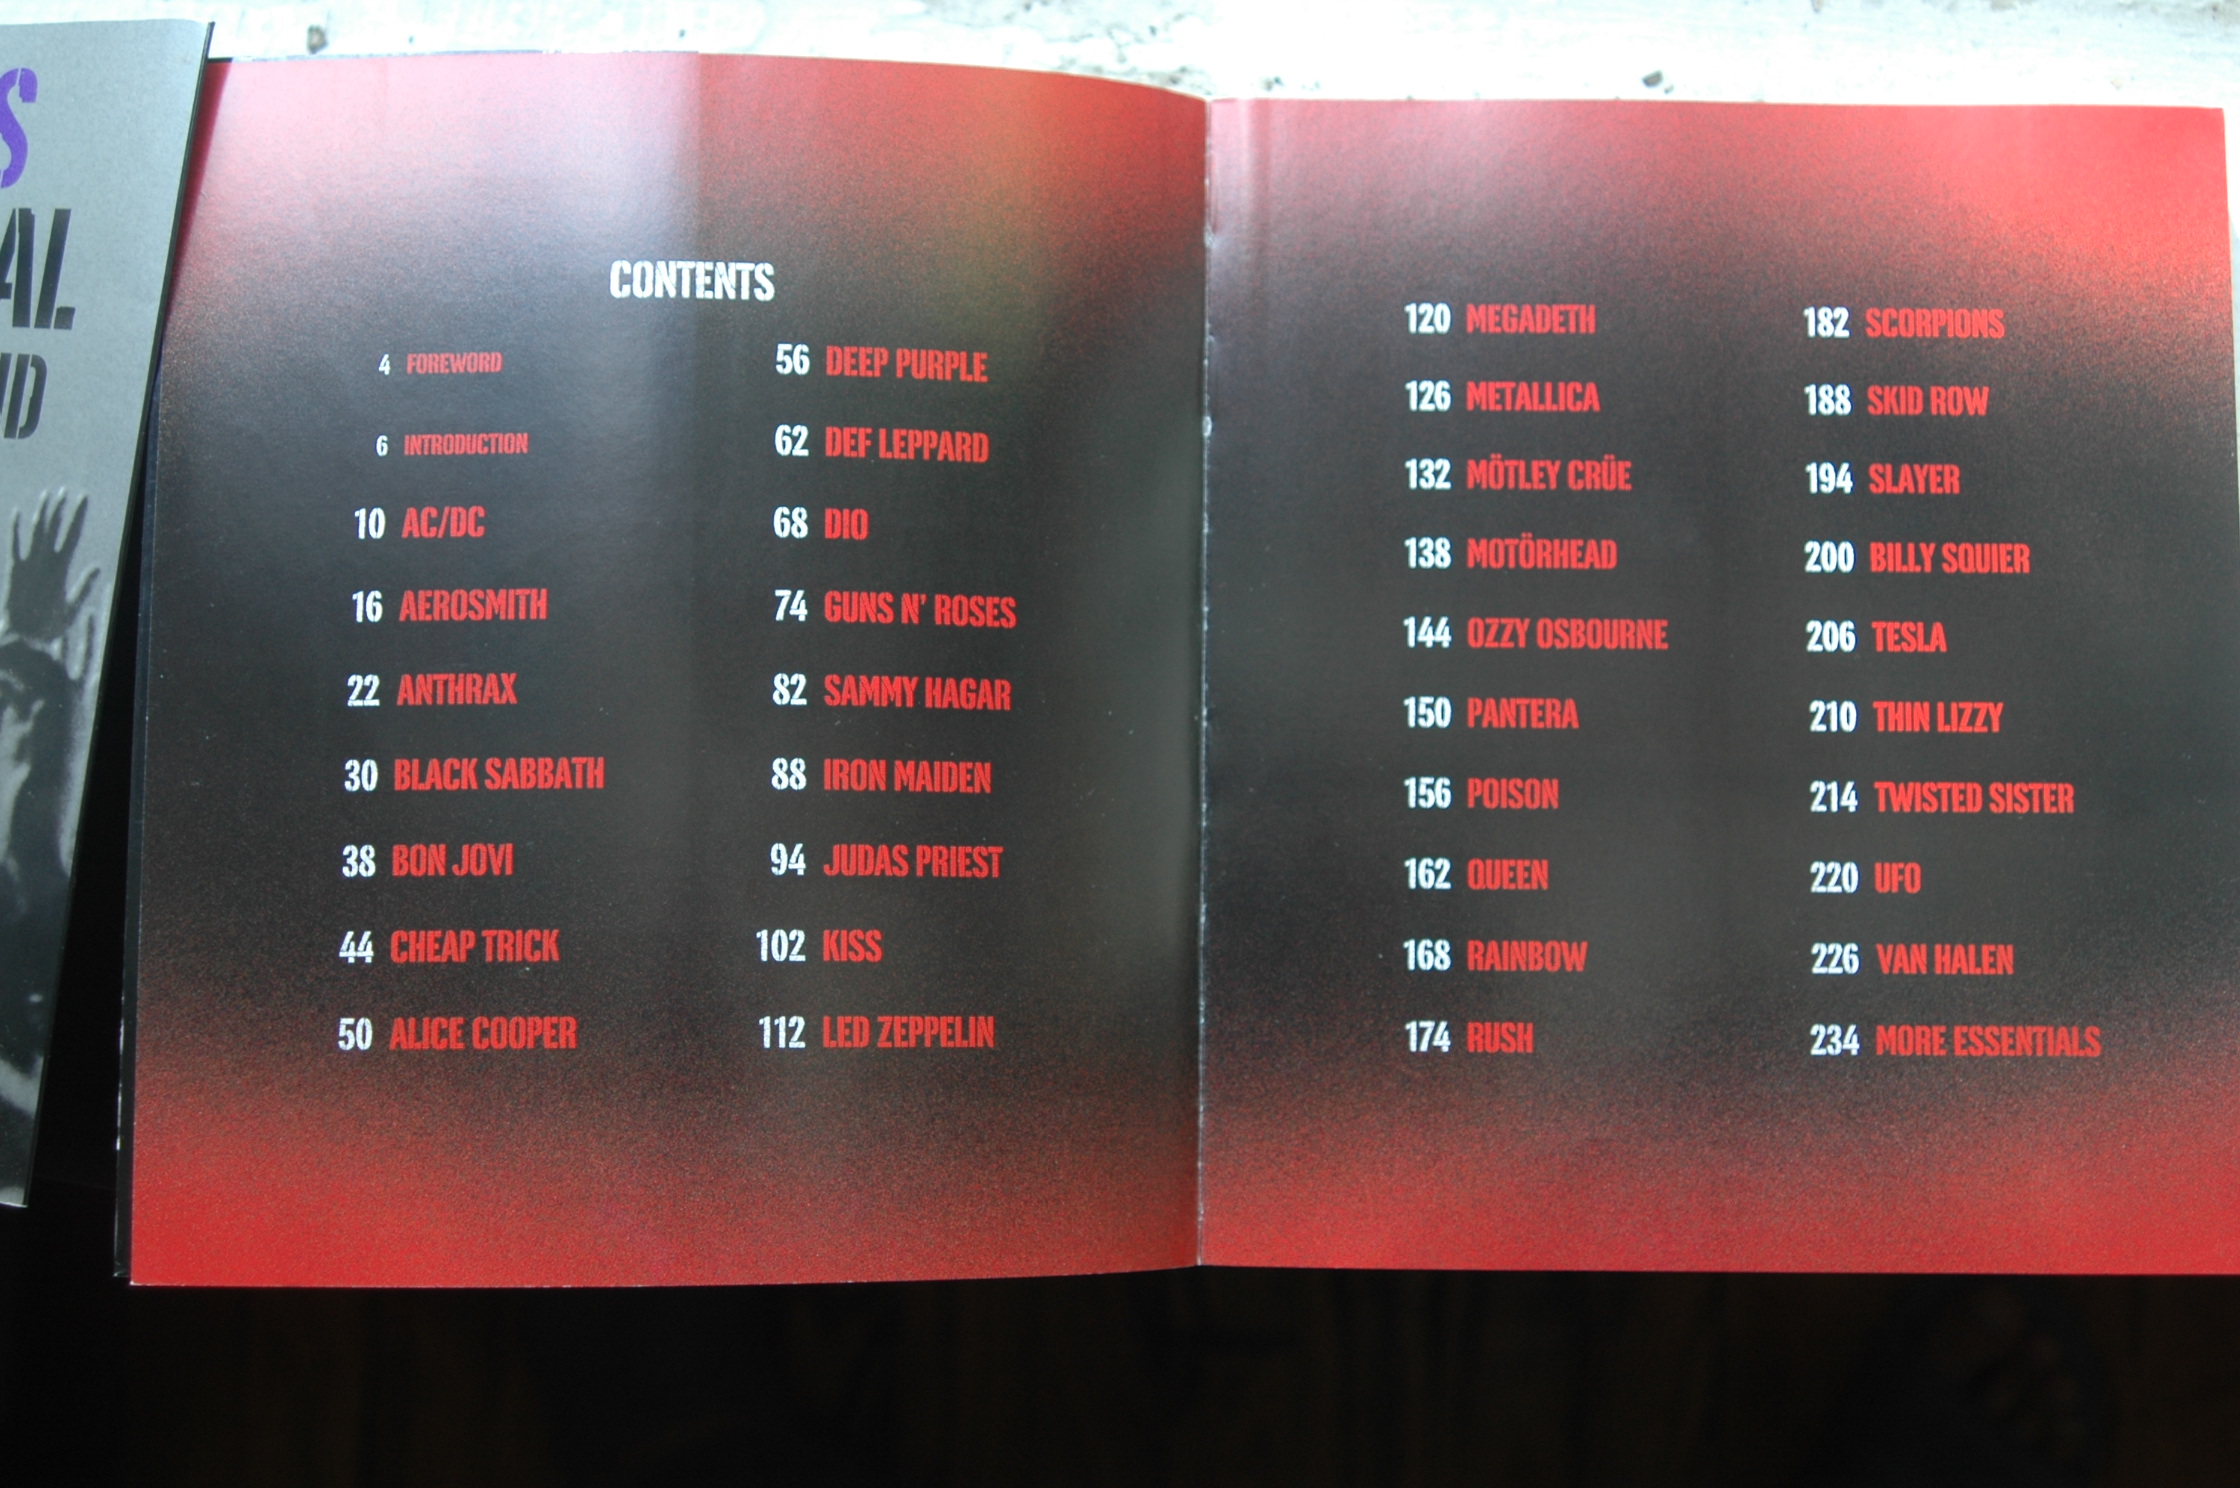 S
AL
ND
CONTENTS
4 FOREWORD
6 INTRODUCTION
10 AC/DC
16 AEROSMITH
22 ANTHRAX
30 BLACK SABBATH
38 BON JOVI
44 CHEAP TRICK
50 ALICE COOPER
56 DEEP PURPLE
62 DEF LEPPARD
68 DIO
74 GUNS N' ROSES
82 SAMMY HAGAR
88 IRON MAIDEN
94 JUDAS PRIEST
102 KISS
112 LED ZEPPELIN
120 MEGADETH
126 METALLICA
132 MÖTLEY CRÜE
138 MOTÖRHEAD
144 OZZY OSBOURNE
150 PANTERA
156 POISON
162 QUEEN
168 RAINBOW
174 RUSH
182 SCORPIONS
188 SKID ROW
194 SLAYER
200 BILLY SQUIER
206 TESLA
210 THIN LIZZY
214 TWISTED SISTER
220 UFO
226 VAN HALEN
234 MORE ESSENTIALS